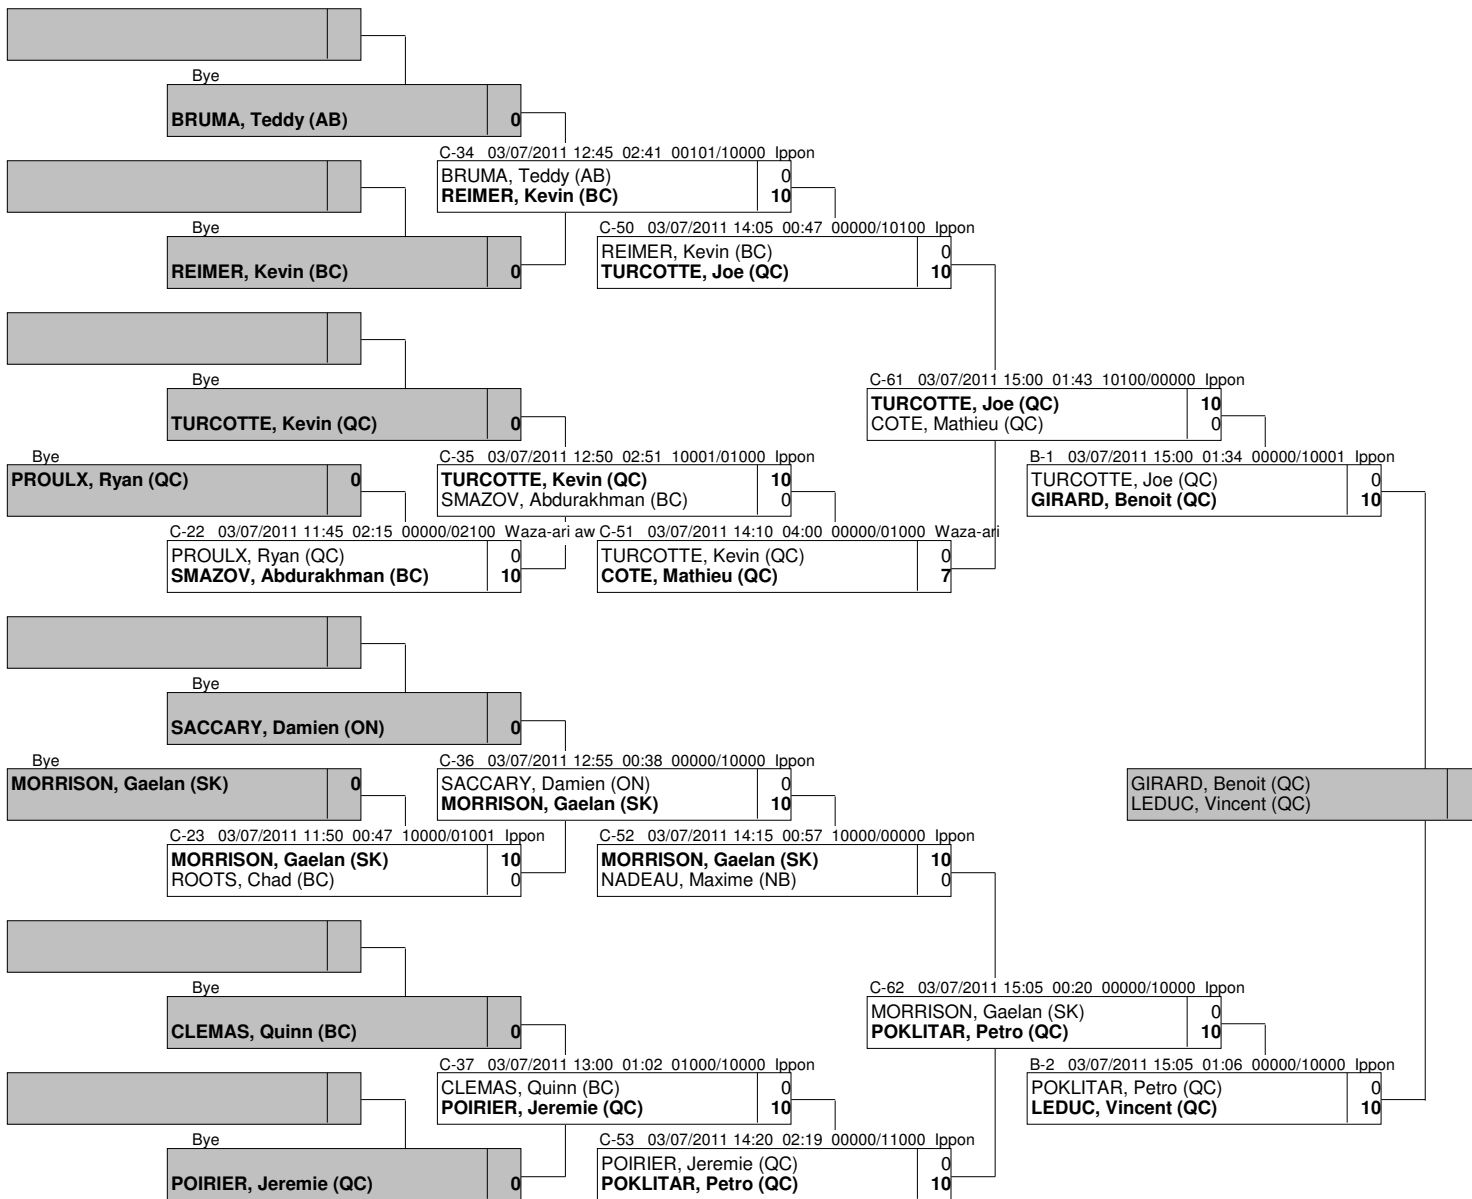 Bye
BRUMA, Teddy (AB) 0
C-34 03/07/2011 12:45 02:41 00101/10000 Ippon
BRUMA, Teddy (AB) 0
REIMER, Kevin (BC) 10
Bye
REIMER, Kevin (BC) 0
C-50 03/07/2011 14:05 00:47 00000/10100 Ippon
REIMER, Kevin (BC) 0
TURCOTTE, Joe (QC) 10
Bye
TURCOTTE, Kevin (QC) 0
C-61 03/07/2011 15:00 01:43 10100/00000 Ippon
TURCOTTE, Joe (QC) 10
COTE, Mathieu (QC) 0
Bye
PROULX, Ryan (QC) 0
C-35 03/07/2011 12:50 02:51 10001/01000 Ippon
TURCOTTE, Kevin (QC) 10
SMAZOV, Abdurakhman (BC) 0
B-1 03/07/2011 15:00 01:34 00000/10001 Ippon
TURCOTTE, Joe (QC) 0
GIRARD, Benoit (QC) 10
C-22 03/07/2011 11:45 02:15 00000/02100 Waza-ari aw
PROULX, Ryan (QC) 0
SMAZOV, Abdurakhman (BC) 10
C-51 03/07/2011 14:10 04:00 00000/01000 Waza-ari
TURCOTTE, Kevin (QC) 0
COTE, Mathieu (QC) 7
Bye
SACCARY, Damien (ON) 0
Bye
MORRISON, Gaelan (SK) 0
C-36 03/07/2011 12:55 00:38 00000/10000 Ippon
SACCARY, Damien (ON) 0
MORRISON, Gaelan (SK) 10
GIRARD, Benoit (QC)
LEDUC, Vincent (QC)
C-23 03/07/2011 11:50 00:47 10000/01001 Ippon
MORRISON, Gaelan (SK) 10
ROOTS, Chad (BC) 0
C-52 03/07/2011 14:15 00:57 10000/00000 Ippon
MORRISON, Gaelan (SK) 10
NADEAU, Maxime (NB) 0
Bye
CLEMAS, Quinn (BC) 0
C-62 03/07/2011 15:05 00:20 00000/10000 Ippon
MORRISON, Gaelan (SK) 0
POKLITAR, Petro (QC) 10
C-37 03/07/2011 13:00 01:02 01000/10000 Ippon
CLEMAS, Quinn (BC) 0
POIRIER, Jeremie (QC) 10
B-2 03/07/2011 15:05 01:06 00000/10000 Ippon
POKLITAR, Petro (QC) 0
LEDUC, Vincent (QC) 10
Bye
POIRIER, Jeremie (QC) 0
C-53 03/07/2011 14:20 02:19 00000/11000 Ippon
POIRIER, Jeremie (QC) 0
POKLITAR, Petro (QC) 10